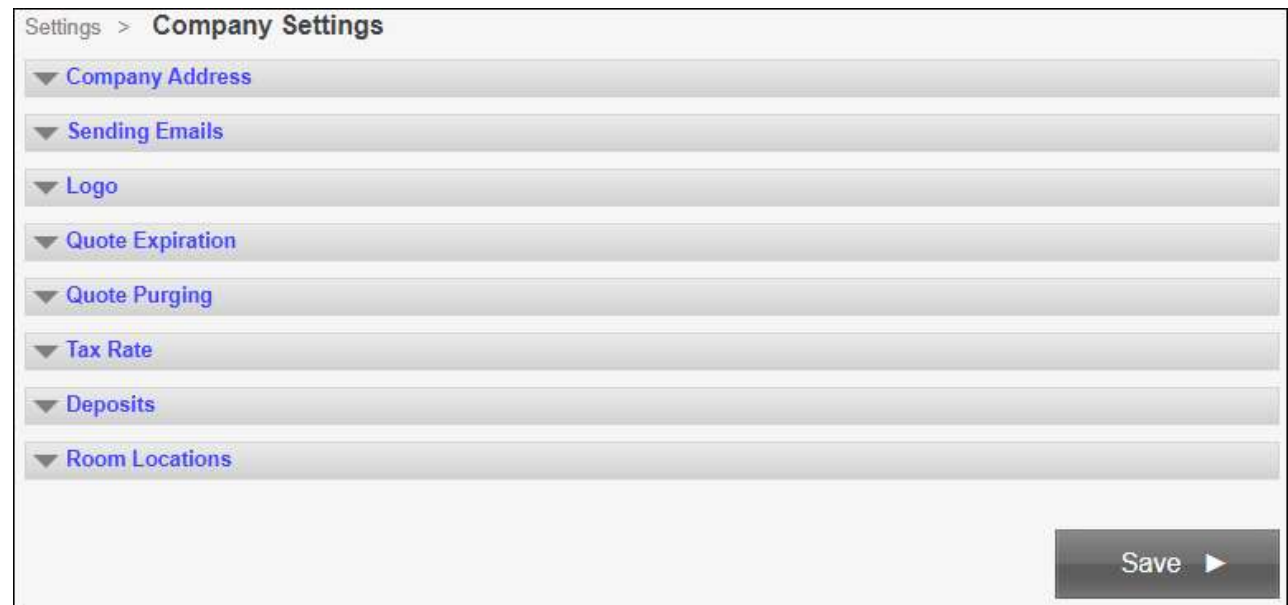 Settings > Company Settings
Company Address
Sending Emails
Logo
Quote Expiration
Quote Purging
Tax Rate
Deposits
Room Locations
Save